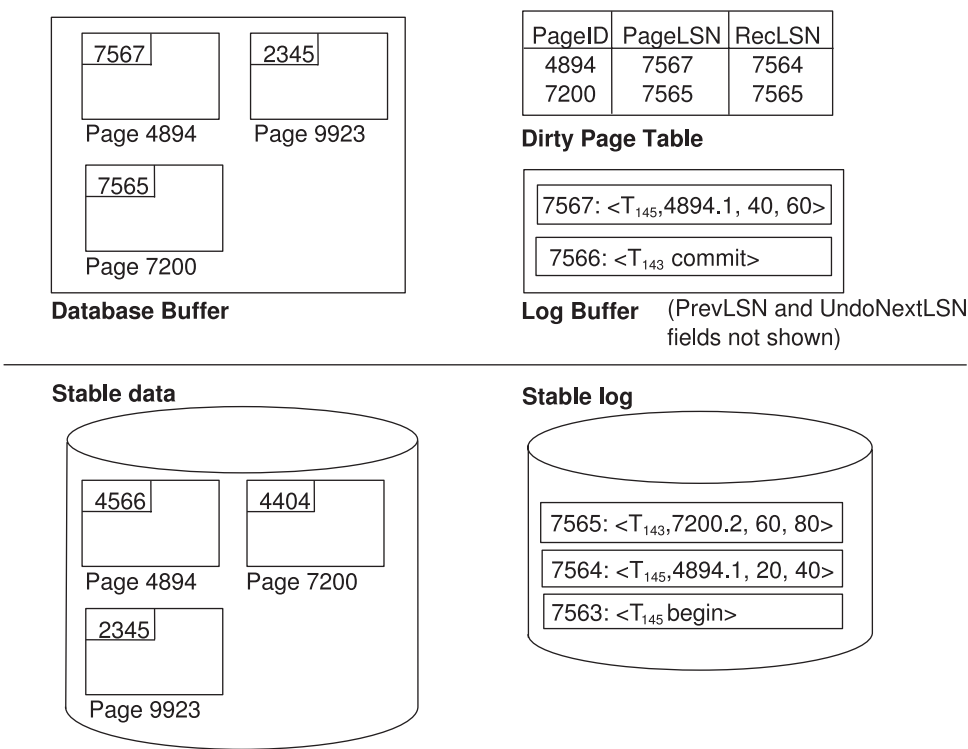 7567
2345
Page 4894
Page 9923
7565
Page 7200
Database Buffer
PageID PageLSN RecLSN
4894 7567 7564
7200 7565 7565
Dirty Page Table
7567: <T₁₄₅,4894.1, 40, 60>
7566: <T₁₄₃ commit>
Log Buffer (PrevLSN and UndoNextLSN
fields not shown)
Stable data
4566
4404
Page 4894
Page 7200
2345
Page 9923
Stable log
7565: <T₁₄₃,7200.2, 60, 80>
7564: <T₁₄₅,4894.1, 20, 40>
7563: <T₁₄₅ begin>